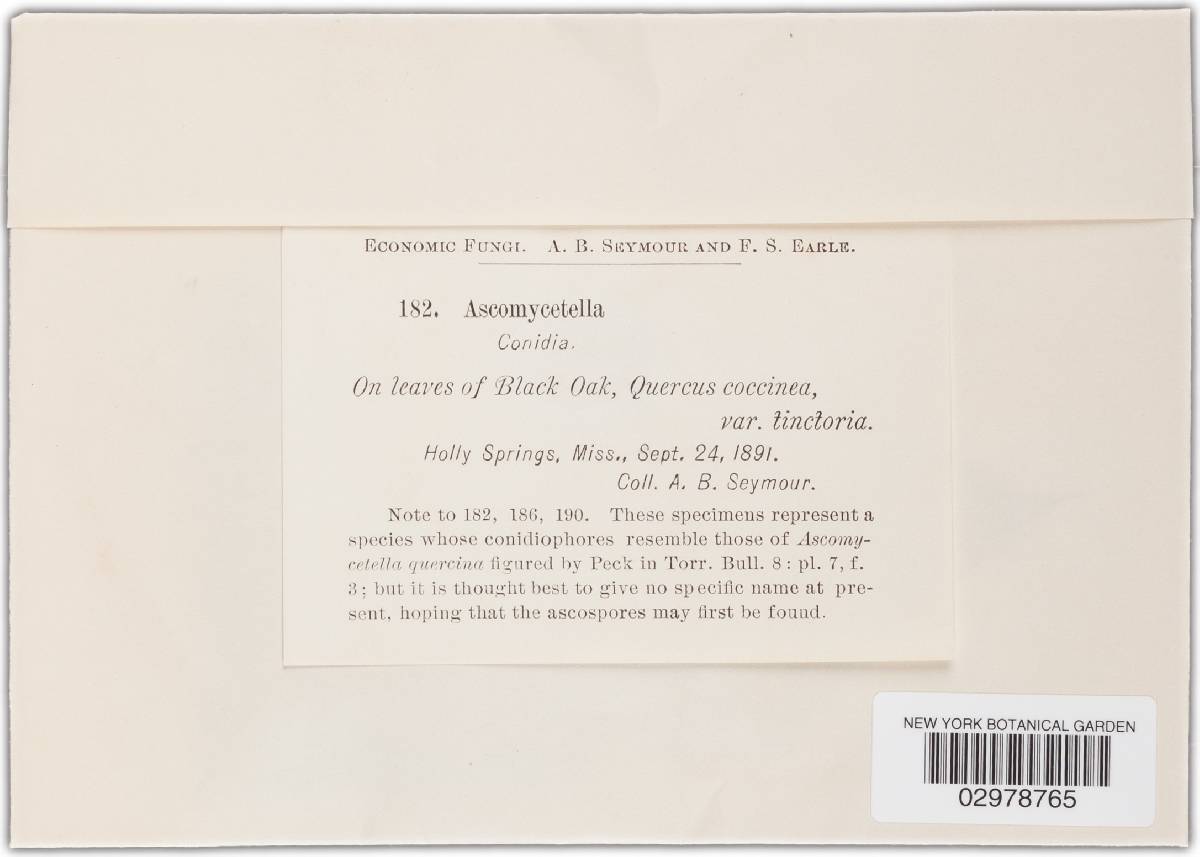 Economic Fungi. A. B. Seymour and F. S. Earle.
182. Ascomycetella
Conidia.
On leaves of Black Oak, Quercus coccinea,
var. tinctoria.
Holly Springs, Miss., Sept. 24, 1891.
Coll. A. B. Seymour.
Note to 182, 186, 190. These specimens represent a
species whose conidiophores resemble those of Ascomy-
cetella quercina figured by Peck in Torr. Bull. 8: pl. 7, f.
3; but it is thought best to give no specific name at pre-
sent, hoping that the ascospores may first be found.
NEW YORK BOTANICAL GARDEN
02978765